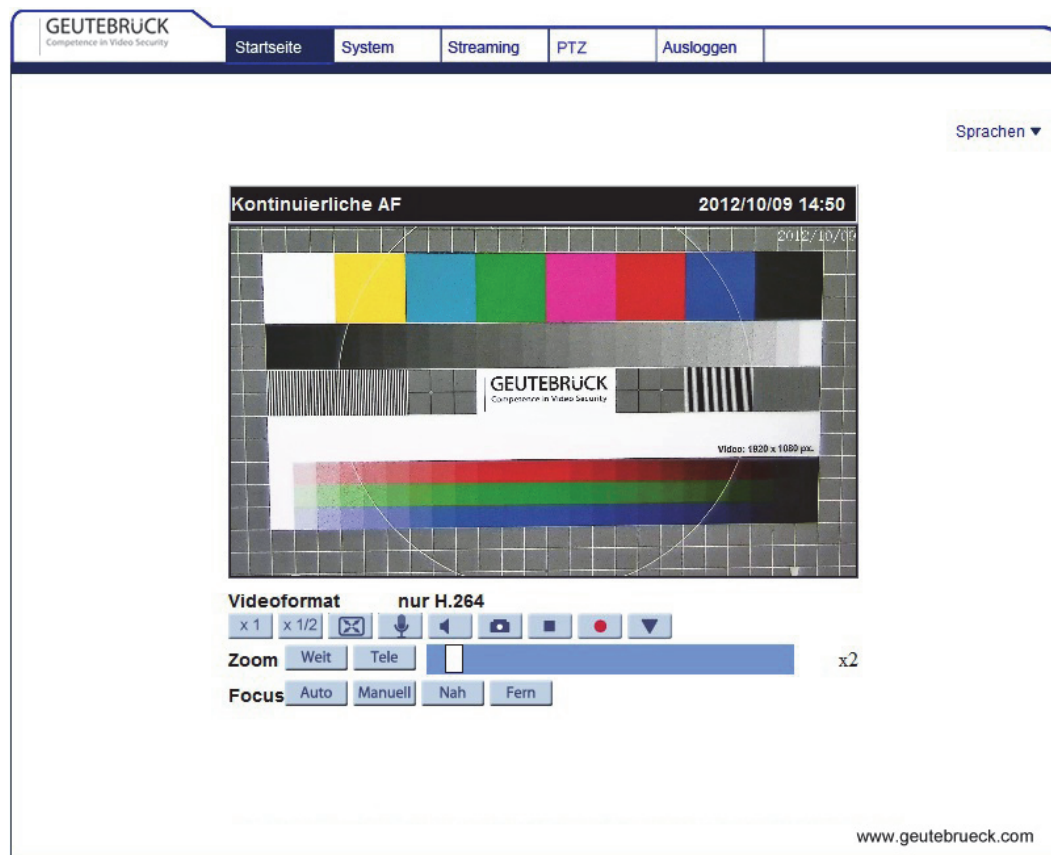 GEUTEBRÜCK
Competence in Video Security
Startseite System Streaming PTZ Ausloggen
Sprachen
Kontinuierliche AF 2012/10/09 14:50
2012/10/09
GEUTEBRÜCK
Competence in Video Security
Video: 1920 x 1080 px.
Videoformat nur H.264
x 1 x 1/2
Zoom Weit Tele x2
Focus Auto Manuell Nah Fern
www.geutebrueck.com